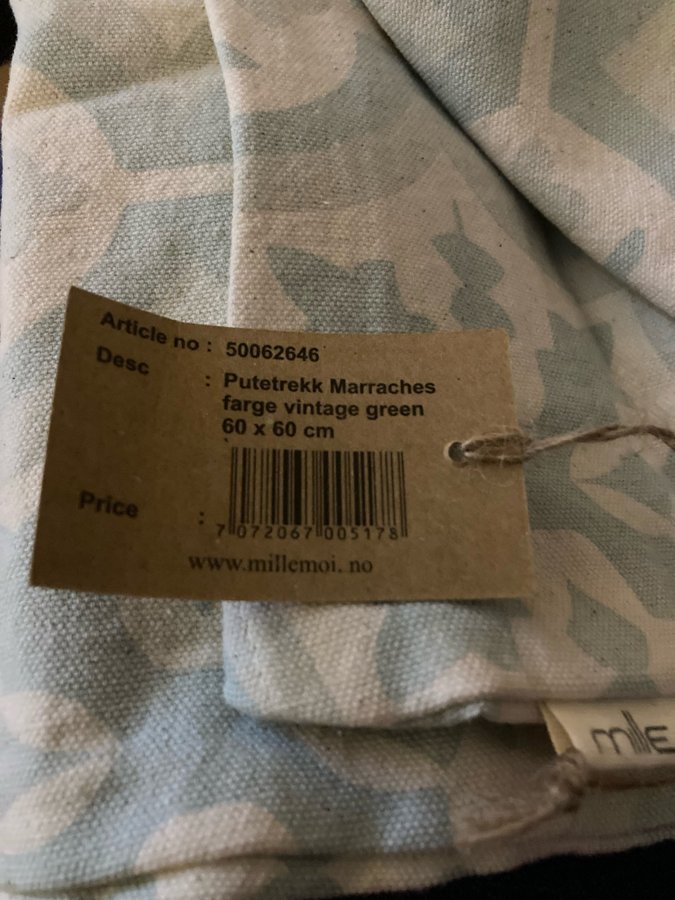 Article no : 50062646
Desc : Putetrekk Marraches
farge vintage green
60 x 60 cm
Price :
7 072067 005178
www.millemoi. no
mille